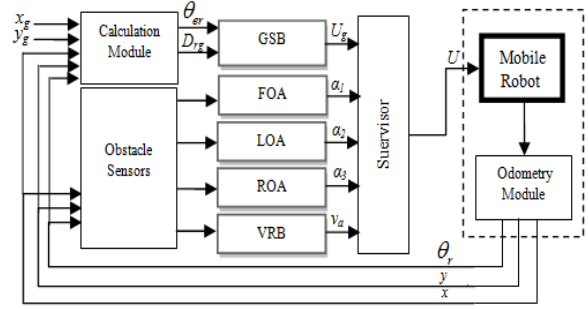 x_g
y_g
Calculation Module
θ_er
D_rg
GSB
U_g
FOA
α_1
LOA
α_2
ROA
α_3
VRB
v_a
Obstacle Sensors
Suervisor
U
Mobile Robot
Odometry Module
θ_r
y
x